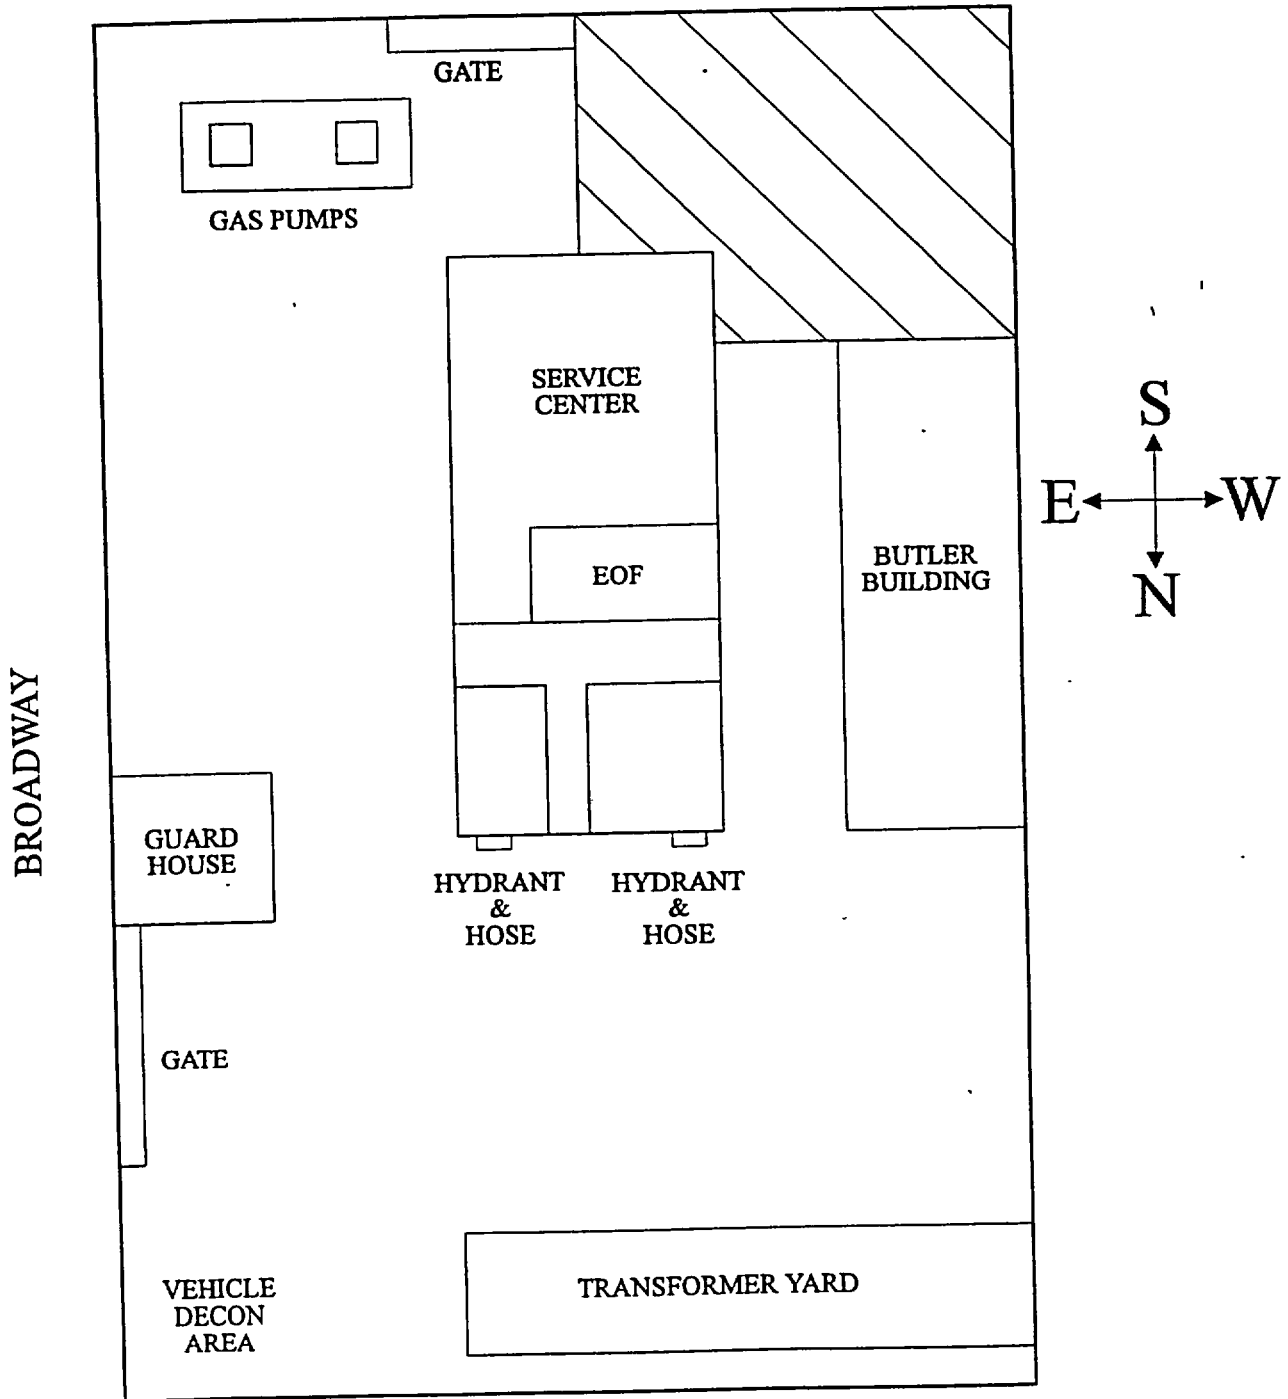 GATE
GAS PUMPS
SERVICE
CENTER
S
E
W
N
EOF
BUTLER
BUILDING
BROADWAY
GUARD
HOUSE
HYDRANT
&
HOSE
HYDRANT
&
HOSE
GATE
VEHICLE
DECON
AREA
TRANSFORMER YARD